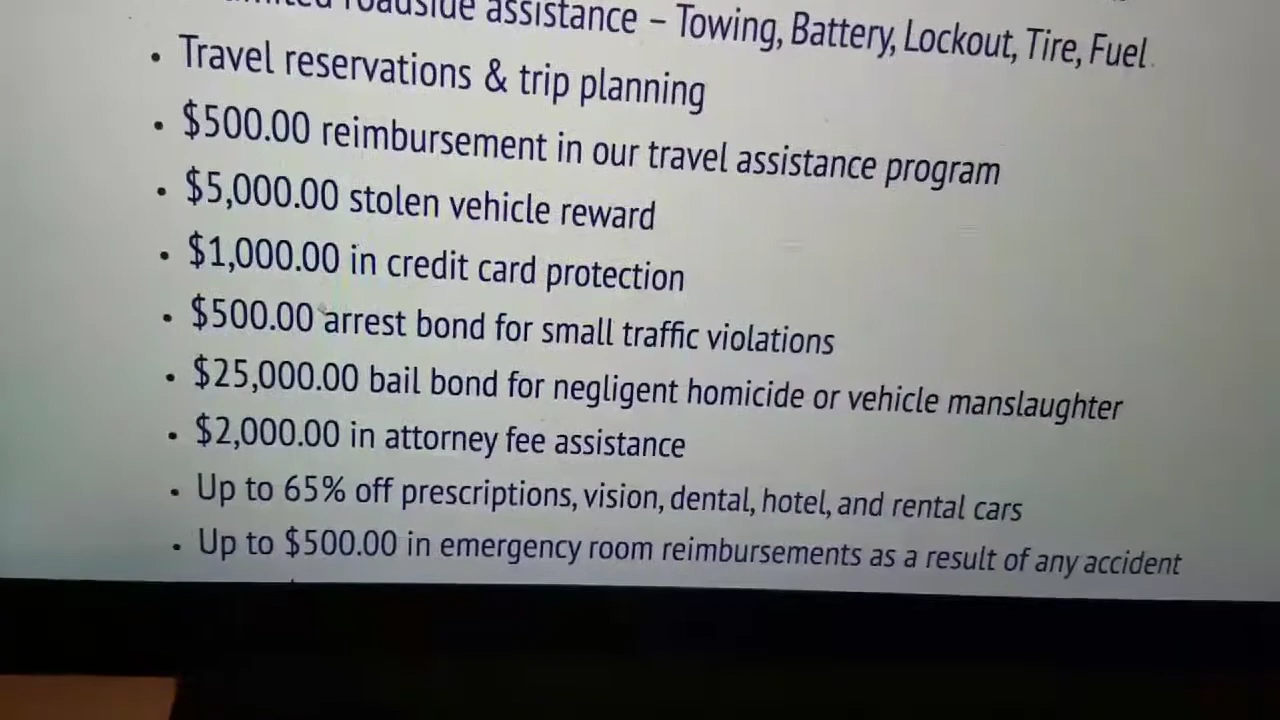 roadside assistance – Towing, Battery, Lockout, Tire, Fuel
• Travel reservations & trip planning
• $500.00 reimbursement in our travel assistance program
• $5,000.00 stolen vehicle reward
• $1,000.00 in credit card protection
• $500.00 arrest bond for small traffic violations
• $25,000.00 bail bond for negligent homicide or vehicle manslaughter
• $2,000.00 in attorney fee assistance
• Up to 65% off prescriptions, vision, dental, hotel, and rental cars
• Up to $500.00 in emergency room reimbursements as a result of any accident